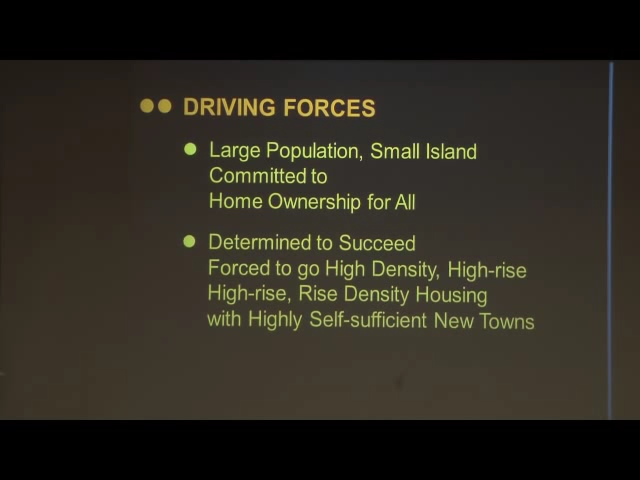 DRIVING FORCES
Large Population, Small Island
Committed to
Home Ownership for All
Determined to Succeed
Forced to go High Density, High-rise
High-rise, Rise Density Housing
with Highly Self-sufficient New Towns